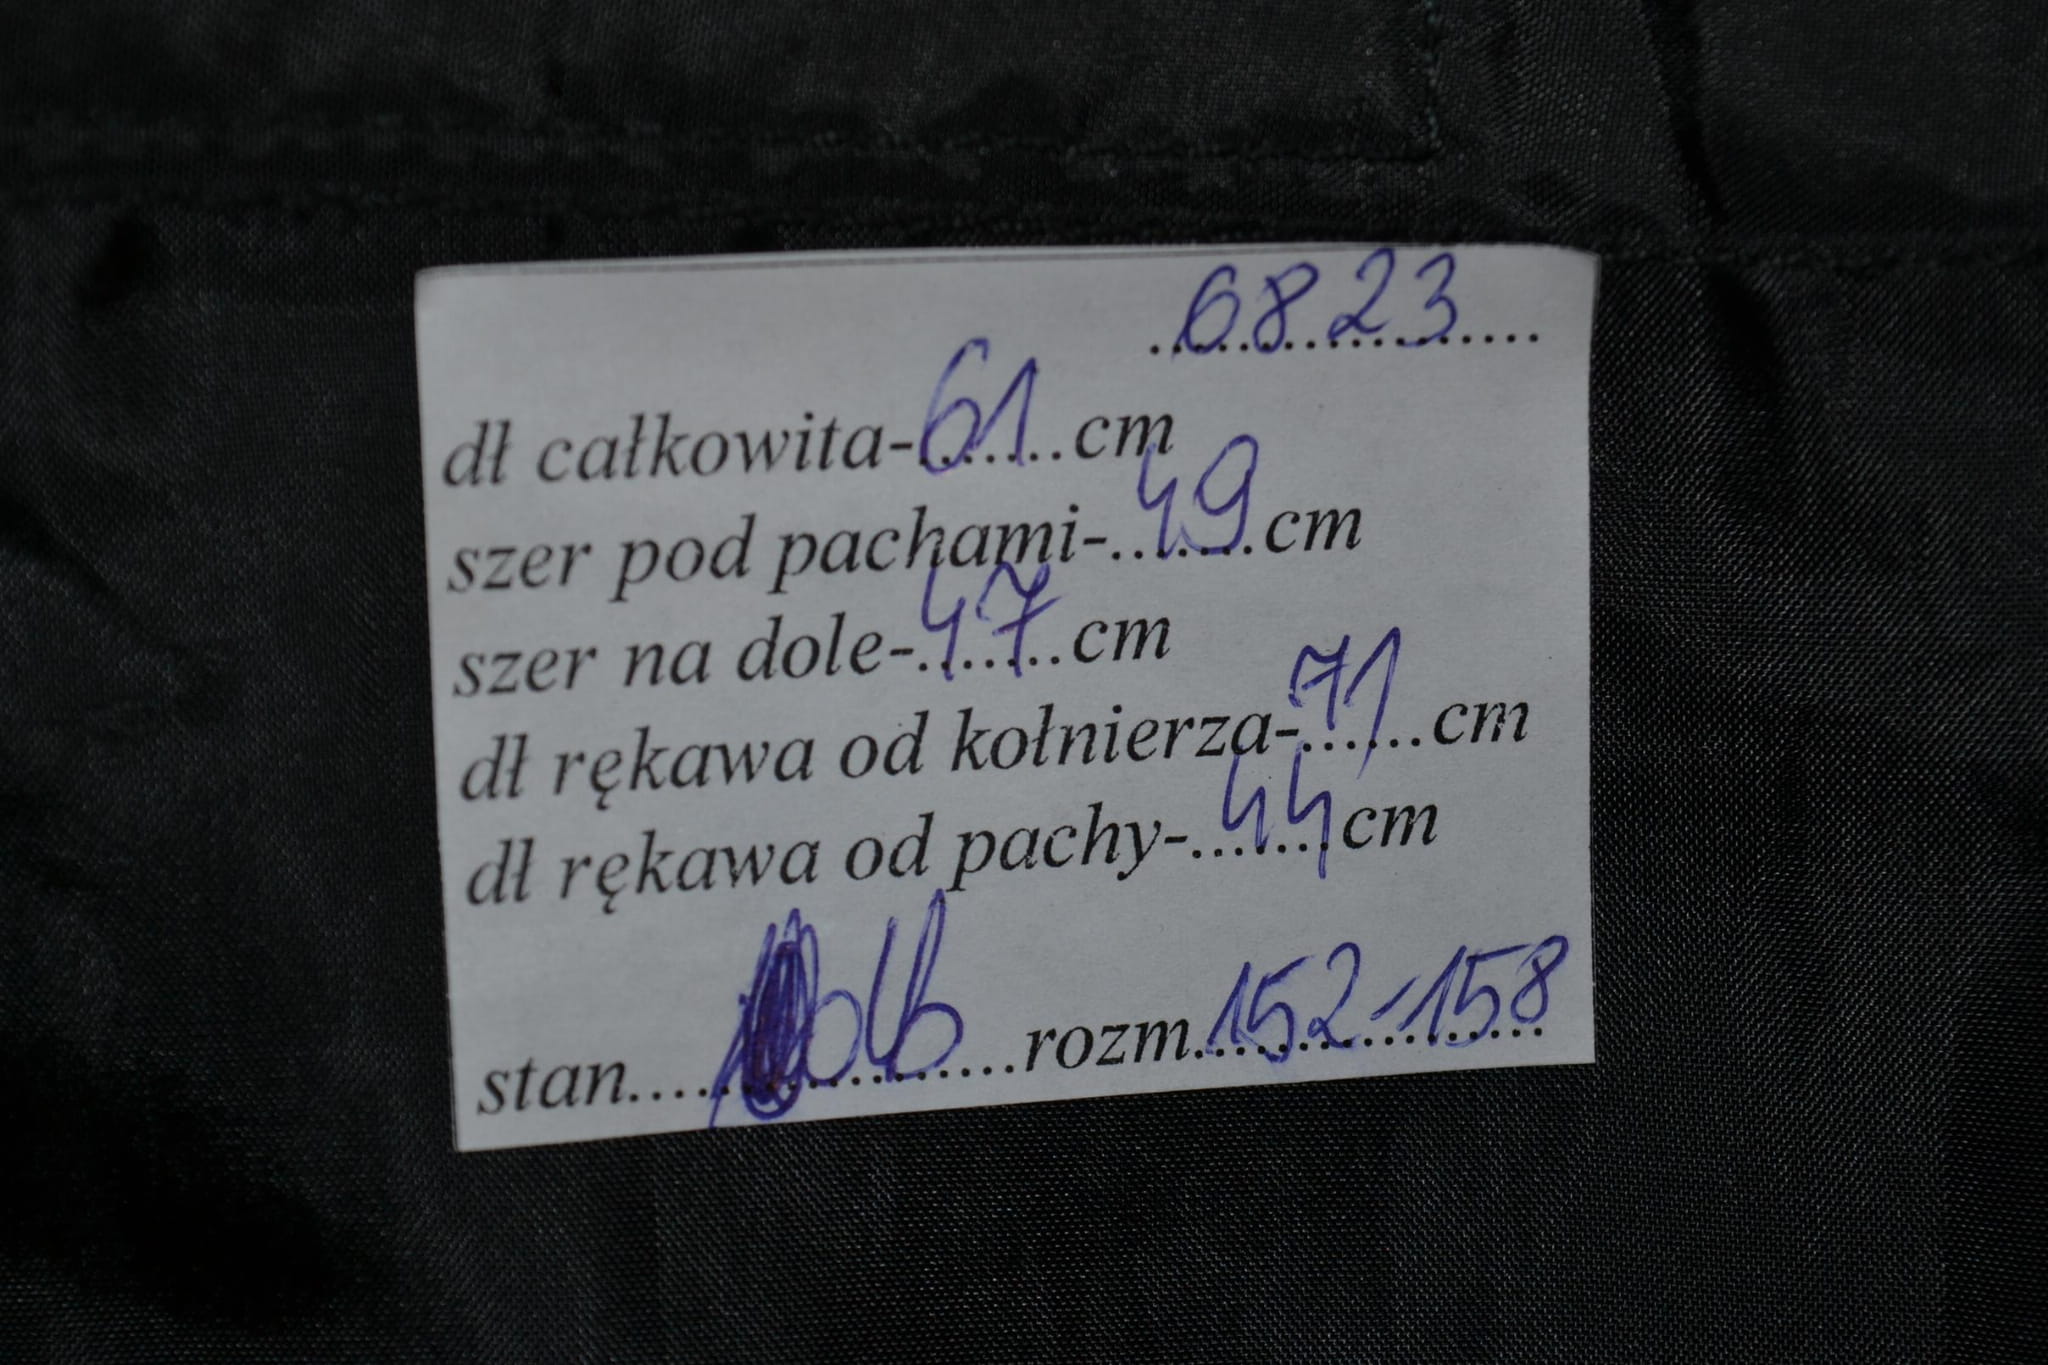 6823
dł całkowita-61cm
szer pod pachami-49cm
szer na dole-47cm
dł rękawa od kołnierza-71cm
dł rękawa od pachy-44cm
stan....................rozm.152-158